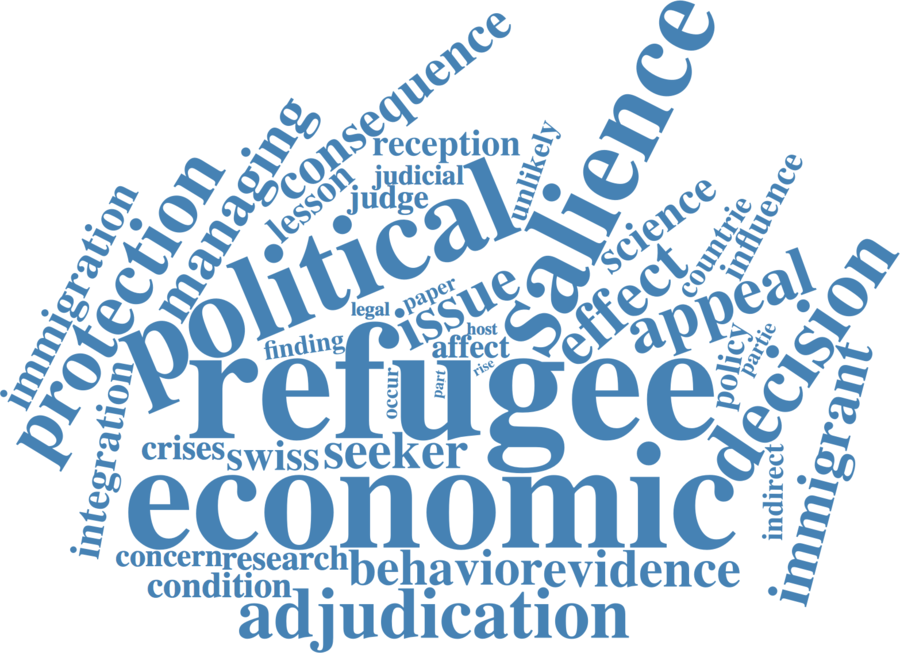 consequence
salience
reception
unlikely
managing
judicial
judge
lesson
political
protection
immigration
science
countrie
influence
effect
appeal
decision
legal
paper
issue
host
affect
finding
rise
part
occur
refugee
policy
partie
immigrant
integration
crises
swiss
seeker
indirect
economic
concern
research
behavior
evidence
condition
adjudication